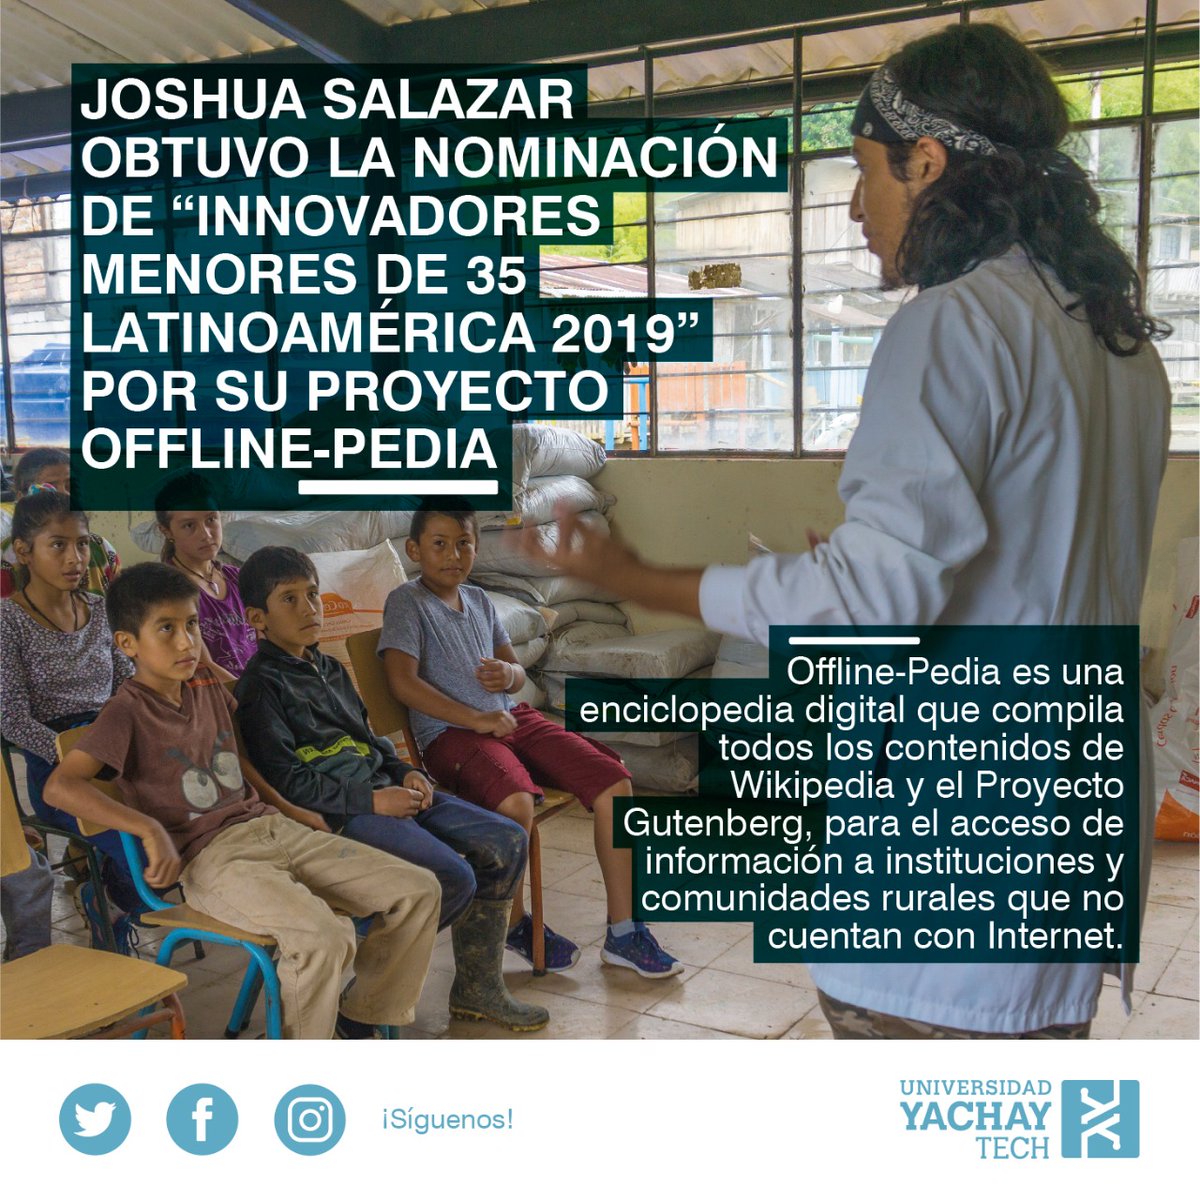 JOSHUA SALAZAR
OBTUVO LA NOMINACIÓN
DE “INNOVADORES
MENORES DE 35
LATINOAMÉRICA 2019”
POR SU PROYECTO
OFFLINE-PEDIA
Offline-Pedia es una
enciclopedia digital que compila
todos los contenidos de
Wikipedia y el Proyecto
Gutenberg, para el acceso de
información a instituciones y
comunidades rurales que no
cuentan con Internet.
¡Síguenos!
UNIVERSIDAD
YACHAY
TECH